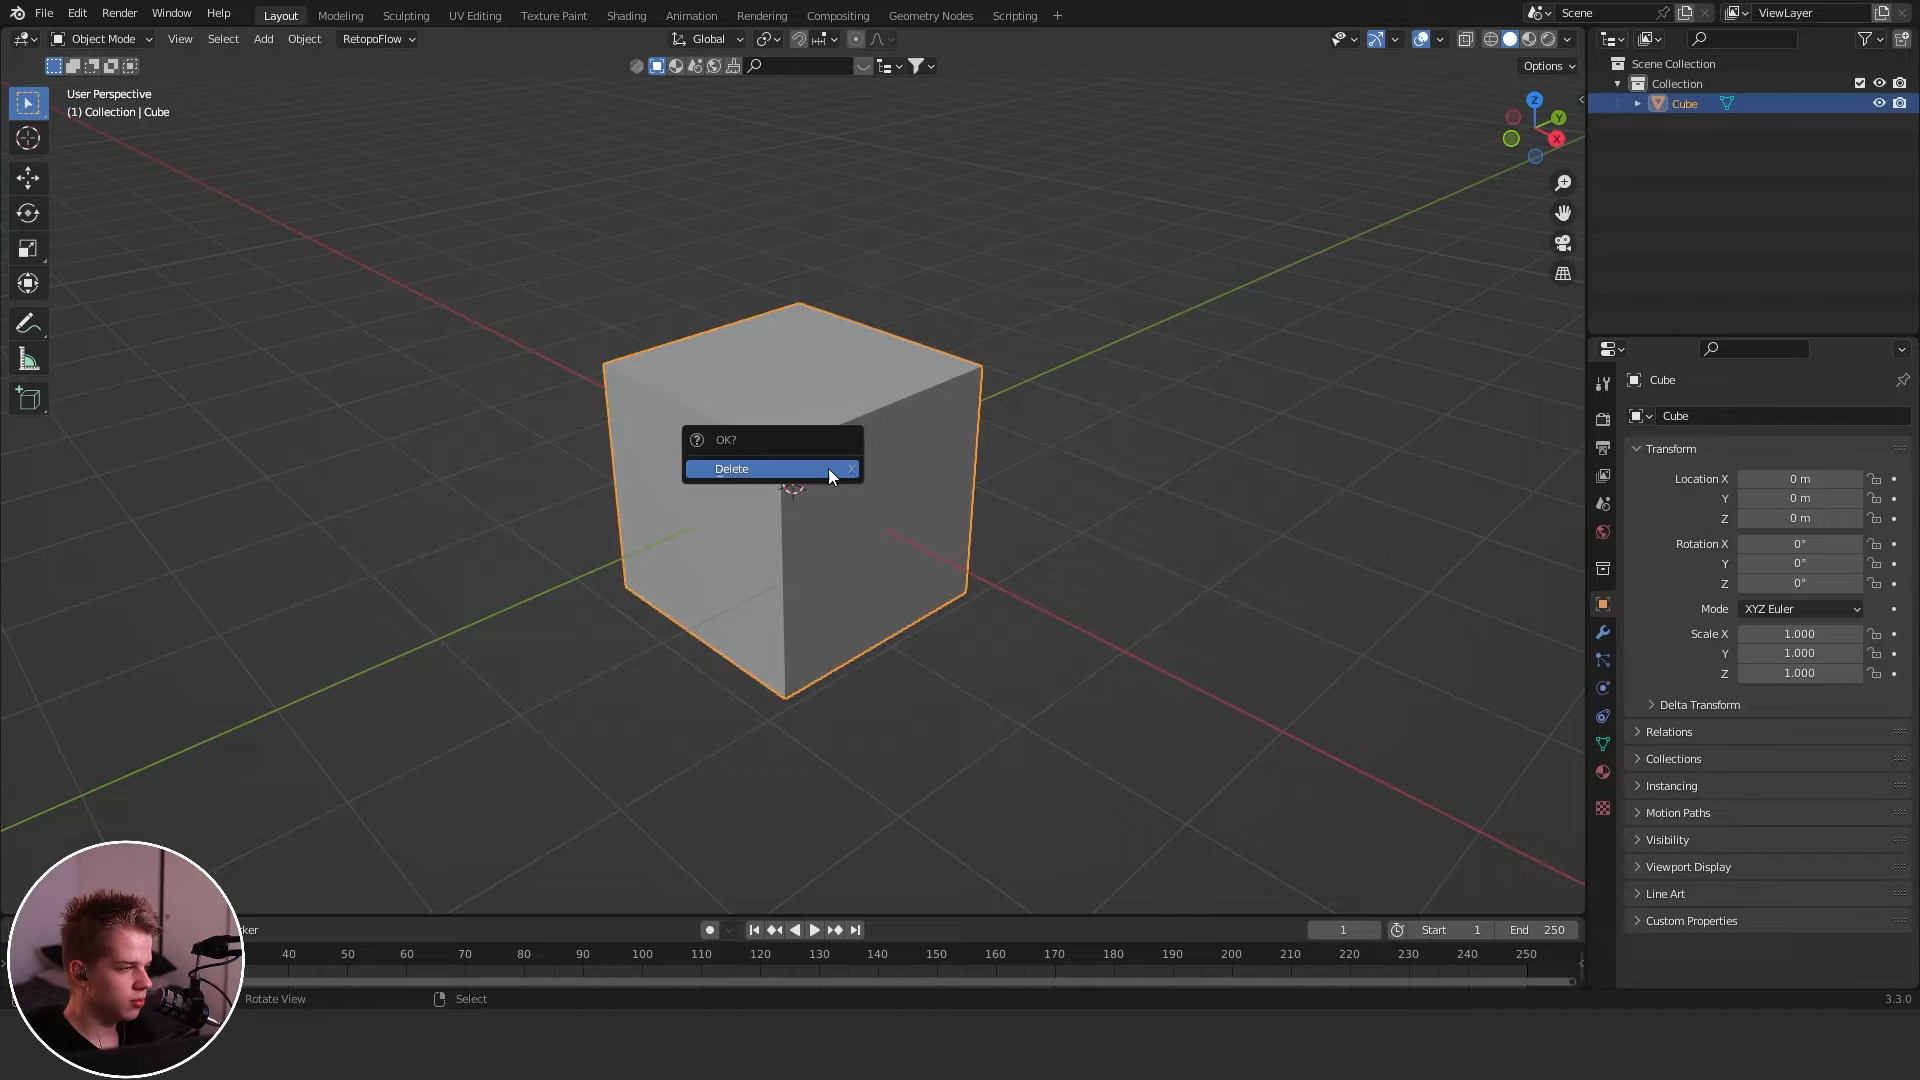 File Edit Render Window Help Layout Modeling Sculpting UV Editing Texture Paint Shading Animation Rendering Compositing Geometry Nodes Scripting + Scene ViewLayer
Object Mode View Select Add Object RetopoFlow Global
Options
User Perspective
(1) Collection | Cube
Z
Y
X
OK?
Delete X
Scene Collection
Collection
Cube
Cube
Cube
Transform
Location X 0 m
Y 0 m
Z 0 m
Rotation X 0°
Y 0°
Z 0°
Mode XYZ Euler
Scale X 1.000
Y 1.000
Z 1.000
Delta Transform
Relations
Collections
Instancing
Motion Paths
Visibility
Viewport Display
Line Art
Custom Properties
ker 1 Start 1 End 250
40 50 60 70 80 90 100 110 120 130 140 150 160 170 180 190 200 210 220 230 240 250
Rotate View Select 3.3.0